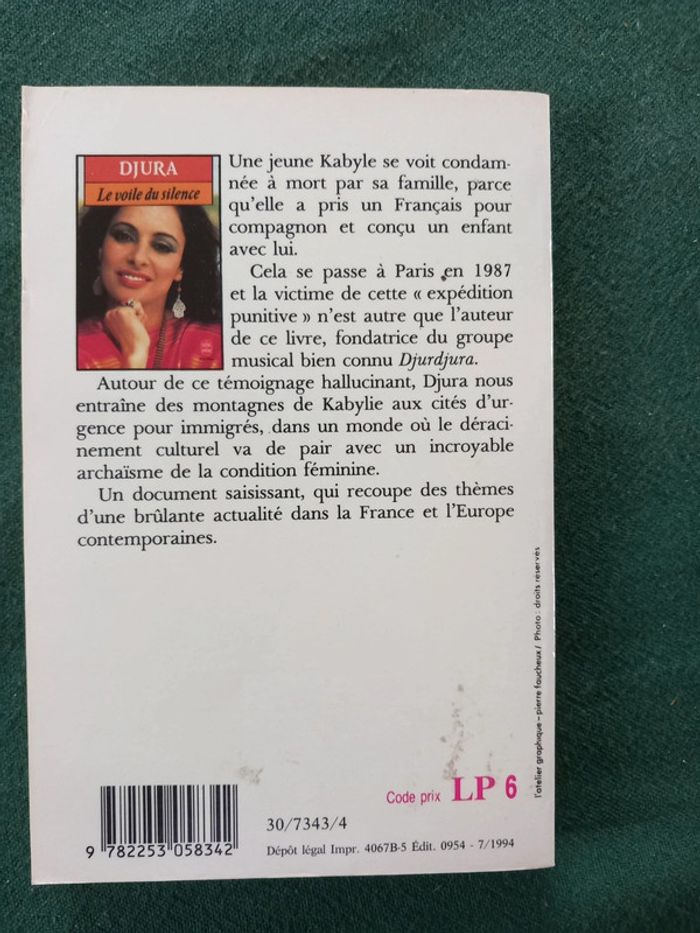 DJURA
Le voile du silence
Une jeune Kabyle se voit condam-
née à mort par sa famille, parce
qu'elle a pris un Français pour
compagnon et conçu un enfant
avec lui.
Cela se passe à Paris en 1987
et la victime de cette « expédition
punitive » n'est autre que l'auteur
de ce livre, fondatrice du groupe
musical bien connu Djurdjura.
Autour de ce témoignage hallucinant, Djura nous
entraîne des montagnes de Kabylie aux cités d'ur-
gence pour immigrés, dans un monde où le déraci-
nement culturel va de pair avec un incroyable
archaïsme de la condition féminine.
Un document saisissant, qui recoupe des thèmes
d'une brûlante actualité dans la France et l'Europe
contemporaines.
l'atelier graphique – pierre faucheux / Photo : droits réservés
Code prix LP 6
9 782253 058342
30/7343/4
Dépôt légal Impr. 4067B-5 Édit. 0954 - 7/1994